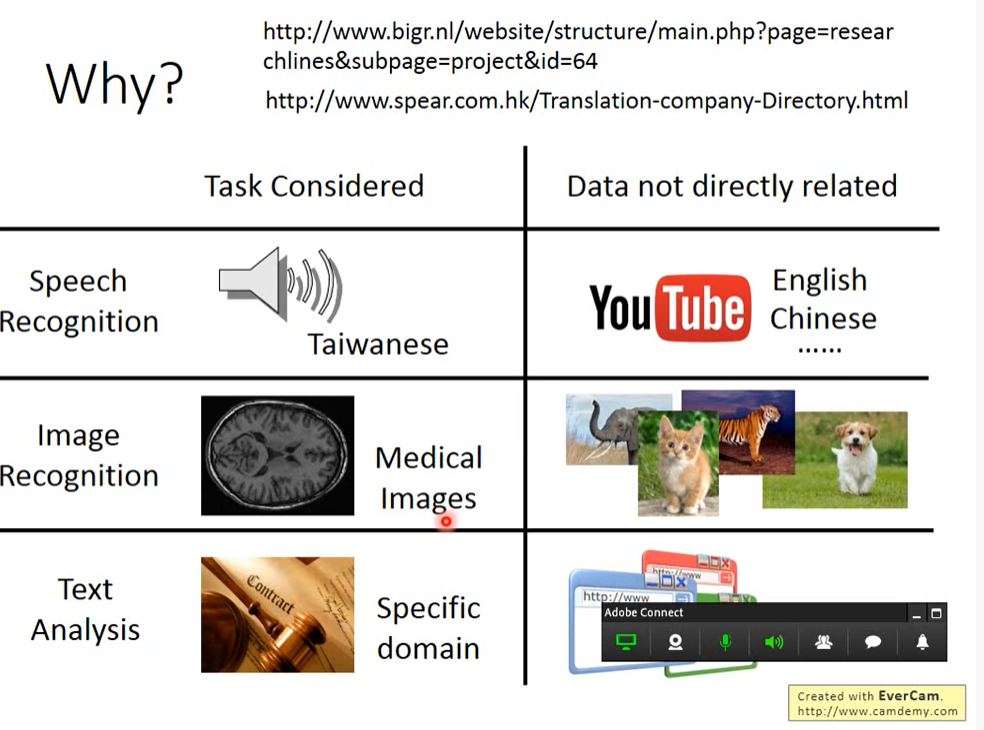 Why?
http://www.bigr.nl/website/structure/main.php?page=resear
chlines&subpage=project&id=64
http://www.spear.com.hk/Translation-company-Directory.html
Task Considered
Data not directly related
Speech
Recognition
Taiwanese
YouTube
English
Chinese
......
Image
Recognition
Medical
Images
Text
Analysis
Contract
Specific
domain
http://www
http://www
Adobe Connect
Created with EverCam.
http://www.camdemy.com